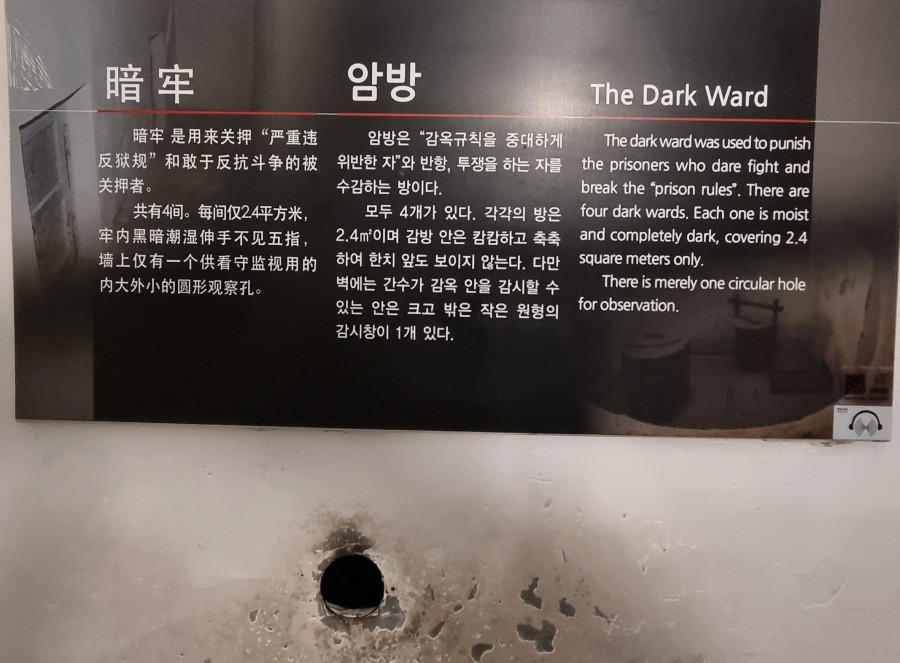 暗牢
暗牢 是用来关押 “严重违
反狱规” 和敢于反抗斗争的被
关押者。
共有4间。每间仅2.4平方米，
牢内黑暗潮湿伸手不见五指，
墙上仅有一个供看守监视用的
内大外小的圆形观察孔。
암방
암방은 “감옥규칙을 중대하게
위반한 자”와 반항, 투쟁을 하는 자를
수감하는 방이다.
모두 4개가 있다. 각각의 방은
2.4㎡이며 감방 안은 캄캄하고 축축
하여 한치 앞도 보이지 않는다. 다만
벽에는 간수가 감옥 안을 감시할 수
있는 안은 크고 밖은 작은 원형의
감시창이 1개 있다.
The Dark Ward
The dark ward was used to punish
the prisoners who dare fight and
break the “prison rules”. There are
four dark wards. Each one is moist
and completely dark, covering 2.4
square meters only.
There is merely one circular hole
for observation.